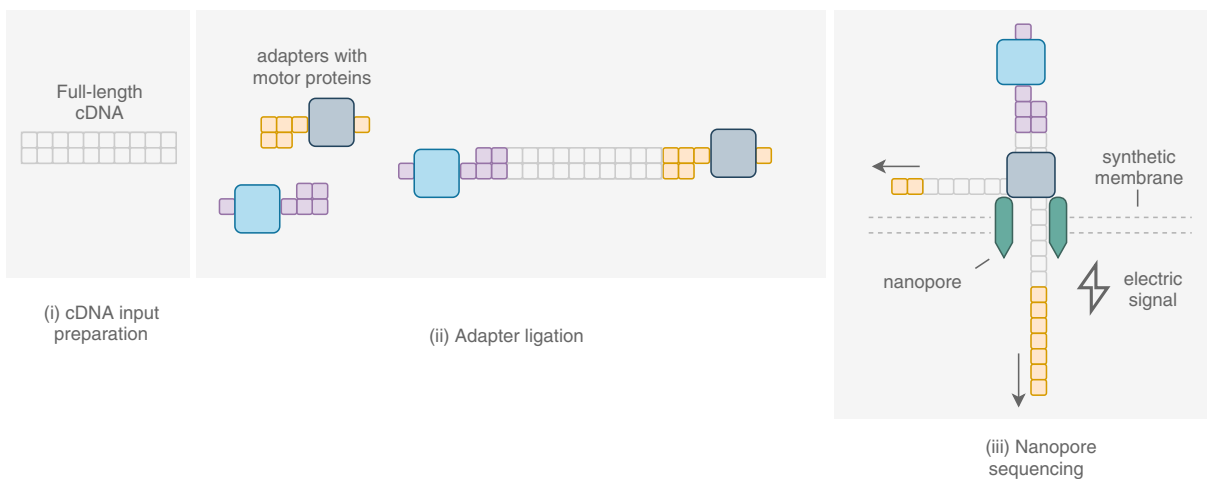 Full-length
cDNA
(i) cDNA input
preparation
adapters with
motor proteins
(ii) Adapter ligation
synthetic
membrane
nanopore
electric
signal
(iii) Nanopore
sequencing